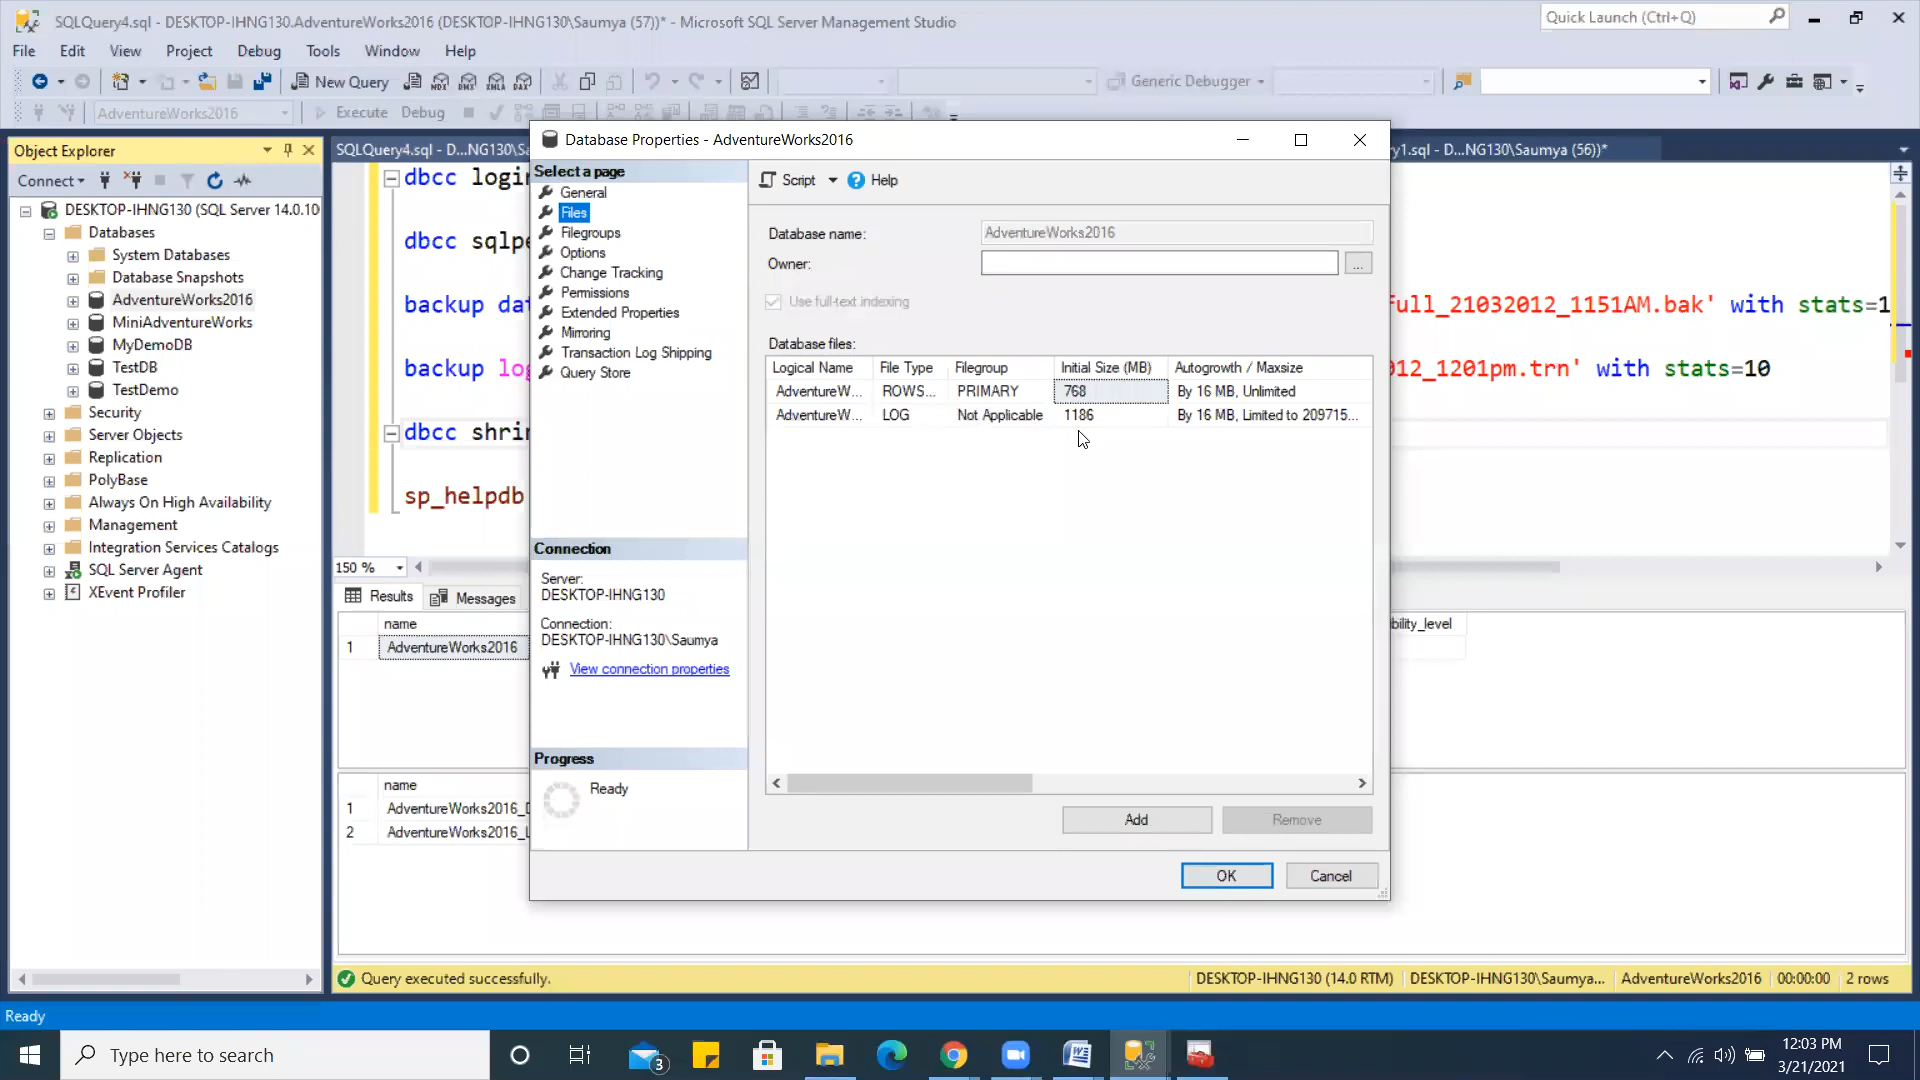 SQLQuery4.sql - DESKTOP-IHNG130.AdventureWorks2016 (DESKTOP-IHNG130\Saumya (57))* - Microsoft SQL Server Management Studio
Quick Launch (Ctrl+Q)
File Edit View Project Debug Tools Window Help
New Query
MDX DMX XMLA DAX
Generic Debugger
AdventureWorks2016
Execute Debug
Object Explorer
Connect
DESKTOP-IHNG130 (SQL Server 14.0.10
Databases
System Databases
Database Snapshots
AdventureWorks2016
MiniAdventureWorks
MyDemoDB
TestDB
TestDemo
Security
Server Objects
Replication
PolyBase
Always On High Availability
Management
Integration Services Catalogs
SQL Server Agent
XEvent Profiler
SQLQuery4.sql - D...NG130\Sa
y1.sql - D...NG130\Saumya (56))*
dbcc login
dbcc sqlpe
backup dat
ull_21032012_1151AM.bak' with stats=1
backup log
12_1201pm.trn' with stats=10
dbcc shrin
sp_helpdb
150 %
Results
Messages
name
bility_level
1 AdventureWorks2016
name
1 AdventureWorks2016_D
2 AdventureWorks2016_L
Database Properties - AdventureWorks2016
Select a page
General
Files
Filegroups
Options
Change Tracking
Permissions
Extended Properties
Mirroring
Transaction Log Shipping
Query Store
Connection
Server:
DESKTOP-IHNG130
Connection:
DESKTOP-IHNG130\Saumya
View connection properties
Progress
Ready
Script
Help
Database name:
AdventureWorks2016
Owner:
...
Use full-text indexing
Database files:
Logical Name File Type Filegroup Initial Size (MB) Autogrowth / Maxsize
AdventureW... ROWS... PRIMARY 768 By 16 MB, Unlimited
AdventureW... LOG Not Applicable 1186 By 16 MB, Limited to 209715...
Add
Remove
OK
Cancel
Query executed successfully.
DESKTOP-IHNG130 (14.0 RTM) DESKTOP-IHNG130\Saumya... AdventureWorks2016 00:00:00 2 rows
Ready
Type here to search
3
12:03 PM
3/21/2021